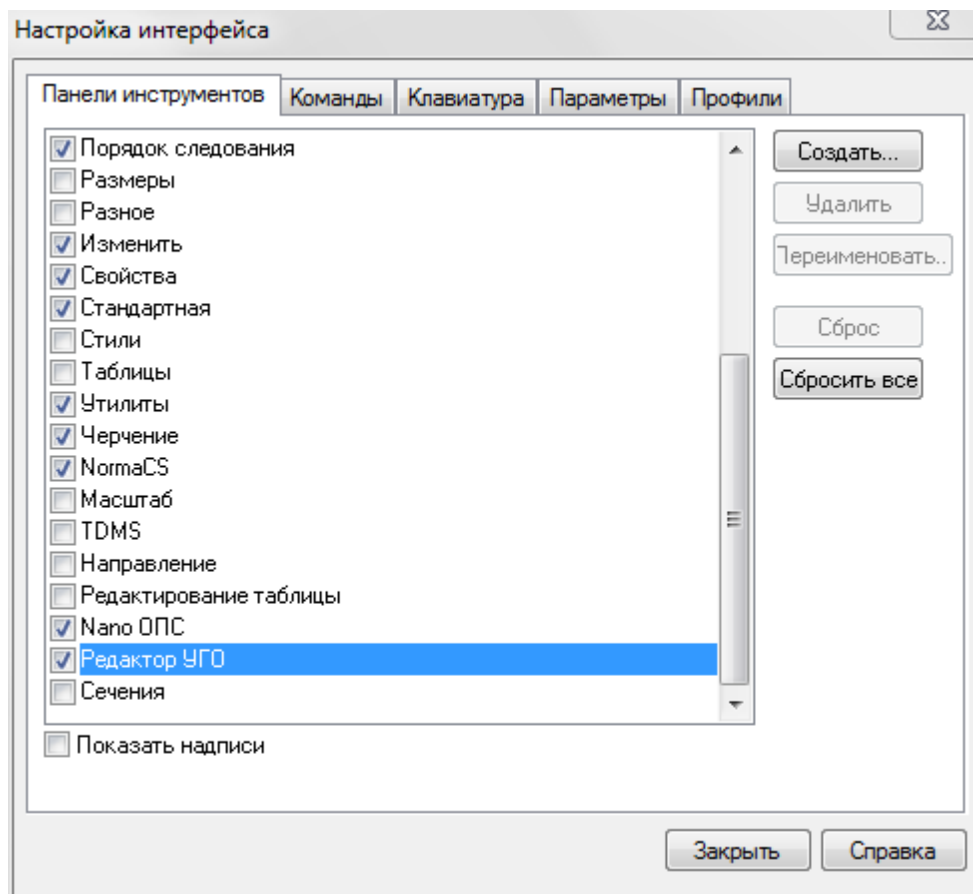 Настройка интерфейса
Панели инструментов Команды Клавиатура Параметры Профили
Порядок следования
Размеры
Разное
Изменить
Свойства
Стандартная
Стили
Таблицы
Утилиты
Черчение
NormaCS
Масштаб
TDMS
Направление
Редактирование таблицы
Nano ОПС
Редактор УГО
Сечения
Показать надписи
Создать...
Удалить
Переименовать..
Сброс
Сбросить все
Закрыть Справка